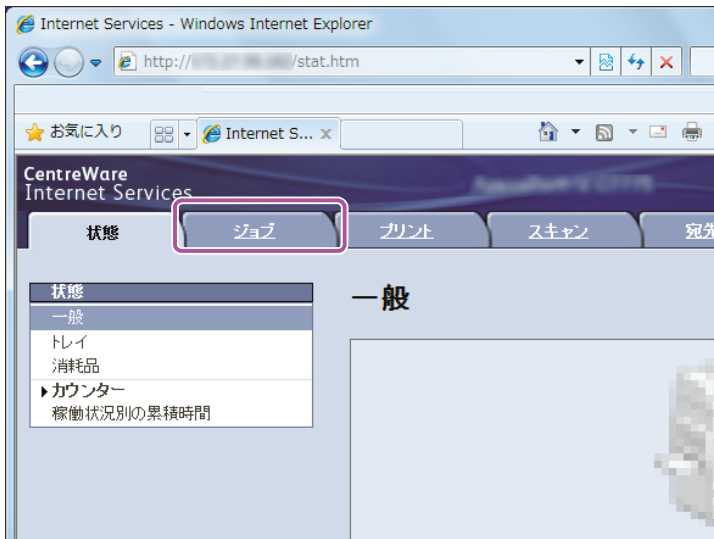 Internet Services - Windows Internet Explorer
http:// /stat.htm
お気に入り
Internet S...
CentreWare
Internet Services
状態 ジョブ プリント スキャン
状態
一般
トレイ
消耗品
カウンター
稼働状況別の累積時間
一般